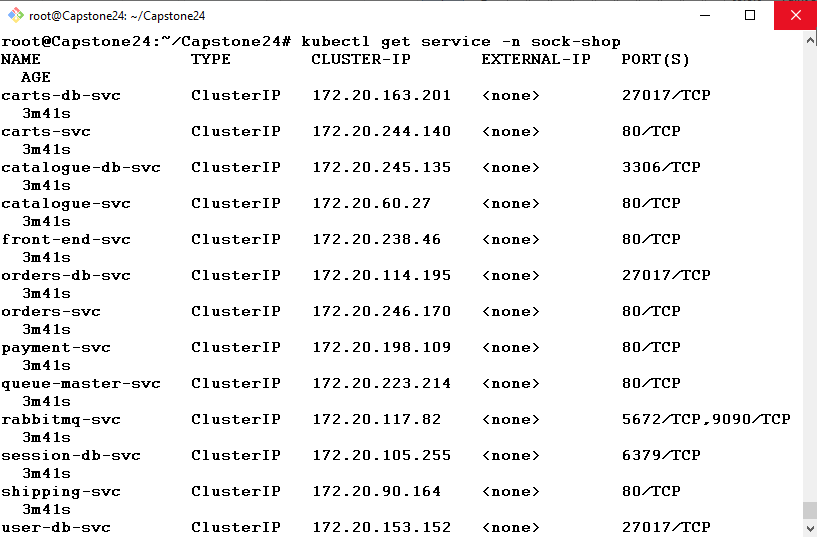 root@Capstone24: ~/Capstone24
root@Capstone24:~/Capstone24# kubectl get service -n sock-shop
NAME TYPE CLUSTER-IP EXTERNAL-IP PORT(S)
AGE
carts-db-svc ClusterIP 172.20.163.201 <none> 27017/TCP
3m41s
carts-svc ClusterIP 172.20.244.140 <none> 80/TCP
3m41s
catalogue-db-svc ClusterIP 172.20.245.135 <none> 3306/TCP
3m41s
catalogue-svc ClusterIP 172.20.60.27 <none> 80/TCP
3m41s
front-end-svc ClusterIP 172.20.238.46 <none> 80/TCP
3m41s
orders-db-svc ClusterIP 172.20.114.195 <none> 27017/TCP
3m41s
orders-svc ClusterIP 172.20.246.170 <none> 80/TCP
3m41s
payment-svc ClusterIP 172.20.198.109 <none> 80/TCP
3m41s
queue-master-svc ClusterIP 172.20.223.214 <none> 80/TCP
3m41s
rabbitmq-svc ClusterIP 172.20.117.82 <none> 5672/TCP,9090/TCP
3m41s
session-db-svc ClusterIP 172.20.105.255 <none> 6379/TCP
3m41s
shipping-svc ClusterIP 172.20.90.164 <none> 80/TCP
3m41s
user-db-svc ClusterIP 172.20.153.152 <none> 27017/TCP